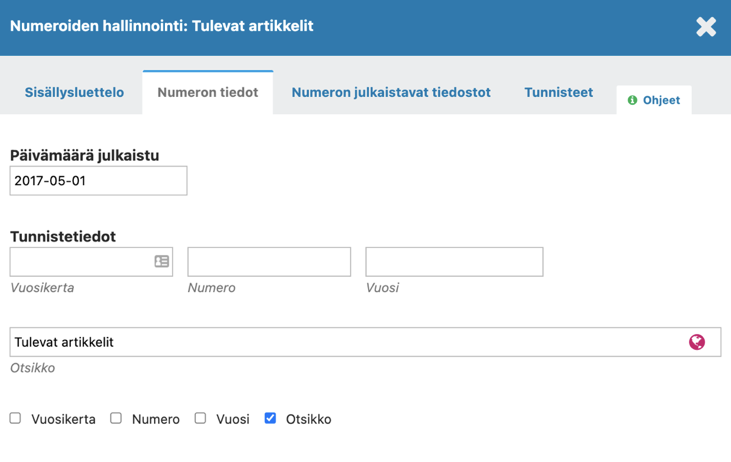 Numeroiden hallinnointi: Tulevat artikkelit
Sisällysluettelo Numeron tiedot Numeron julkaistavat tiedostot Tunnisteet Ohjeet
Päivämäärä julkaistu
2017-05-01
Tunnistetiedot
Vuosikerta Numero Vuosi
Tulevat artikkelit
Otsikko
Vuosikerta Numero Vuosi Otsikko